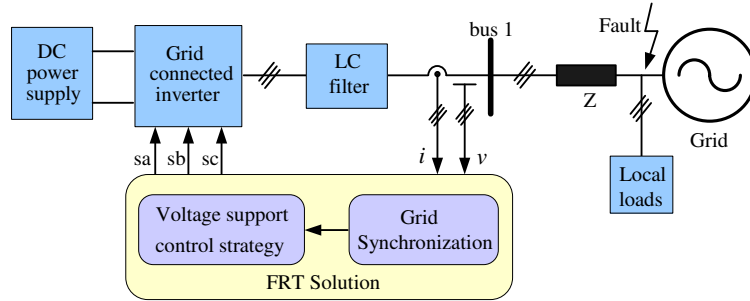 DC
power
supply
Grid
connected
inverter
LC
filter
bus 1
Fault
Z
Grid
Local
loads
sa
sb
sc
i
v
Voltage support
control strategy
Grid
Synchronization
FRT Solution